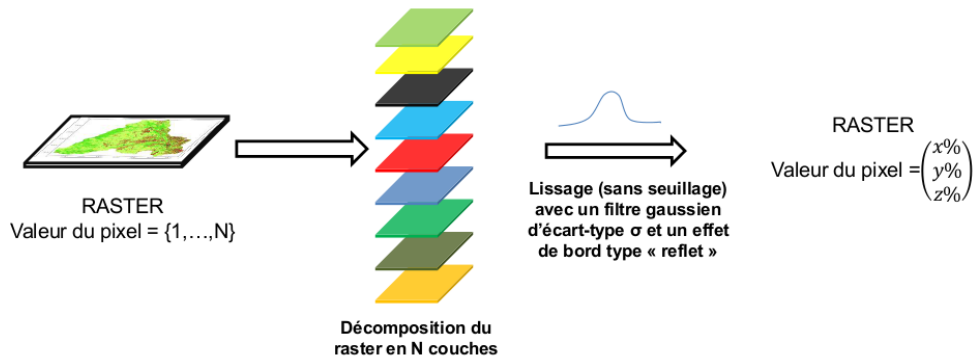 RASTER
Valeur du pixel = {1,…,N}
Décomposition du
raster en N couches
Lissage (sans seuillage)
avec un filtre gaussien
d'écart-type σ et un effet
de bord type « reflet »
RASTER
Valeur du pixel =
x%
y%
z%